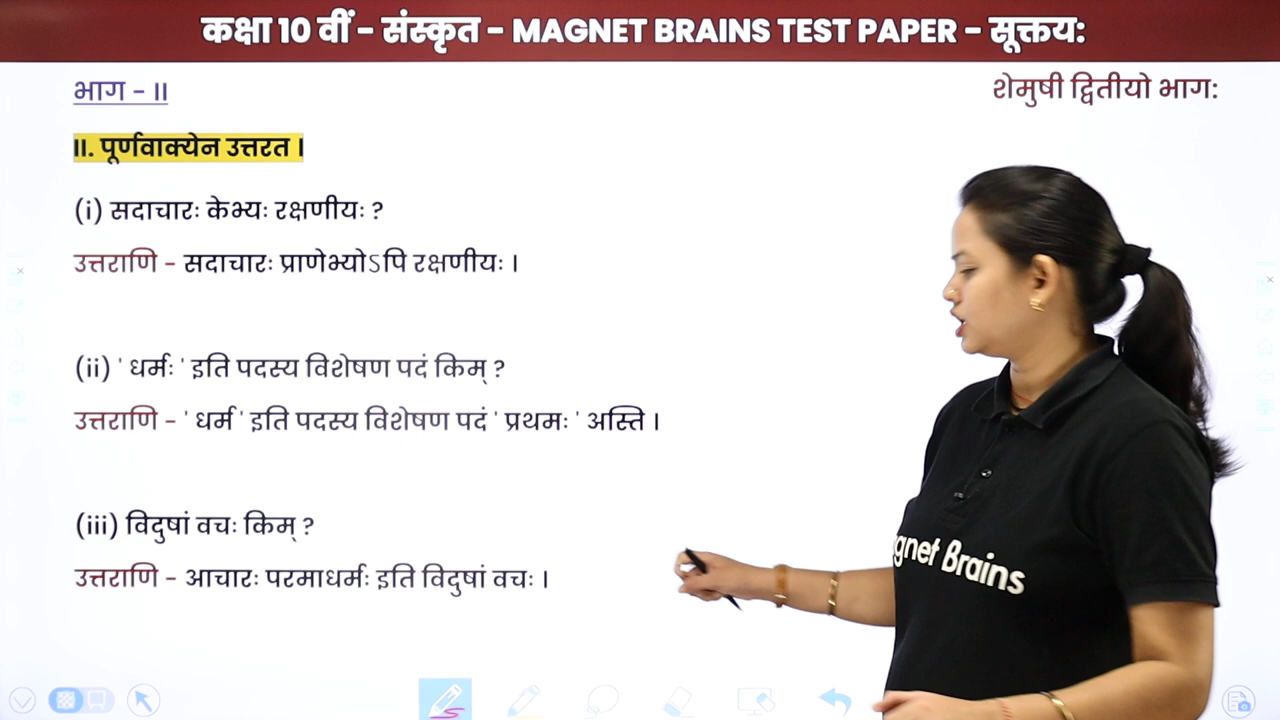 कक्षा 10 वीं - संस्कृत - MAGNET BRAINS TEST PAPER - सूक्तय:
भाग - II
शेमुषी द्वितीयो भाग:
II. पूर्णवाक्येन उत्तरत ।
(i) सदाचारः केभ्यः रक्षणीयः ?
उत्तराणि - सदाचारः प्राणेभ्योऽपि रक्षणीयः ।
(ii) ' धर्मः ' इति पदस्य विशेषण पदं किम् ?
उत्तराणि - ' धर्म ' इति पदस्य विशेषण पदं ' प्रथमः ' अस्ति ।
(iii) विदुषां वचः किम् ?
उत्तराणि - आचारः परमाधर्मः इति विदुषां वचः ।
gnet Brains